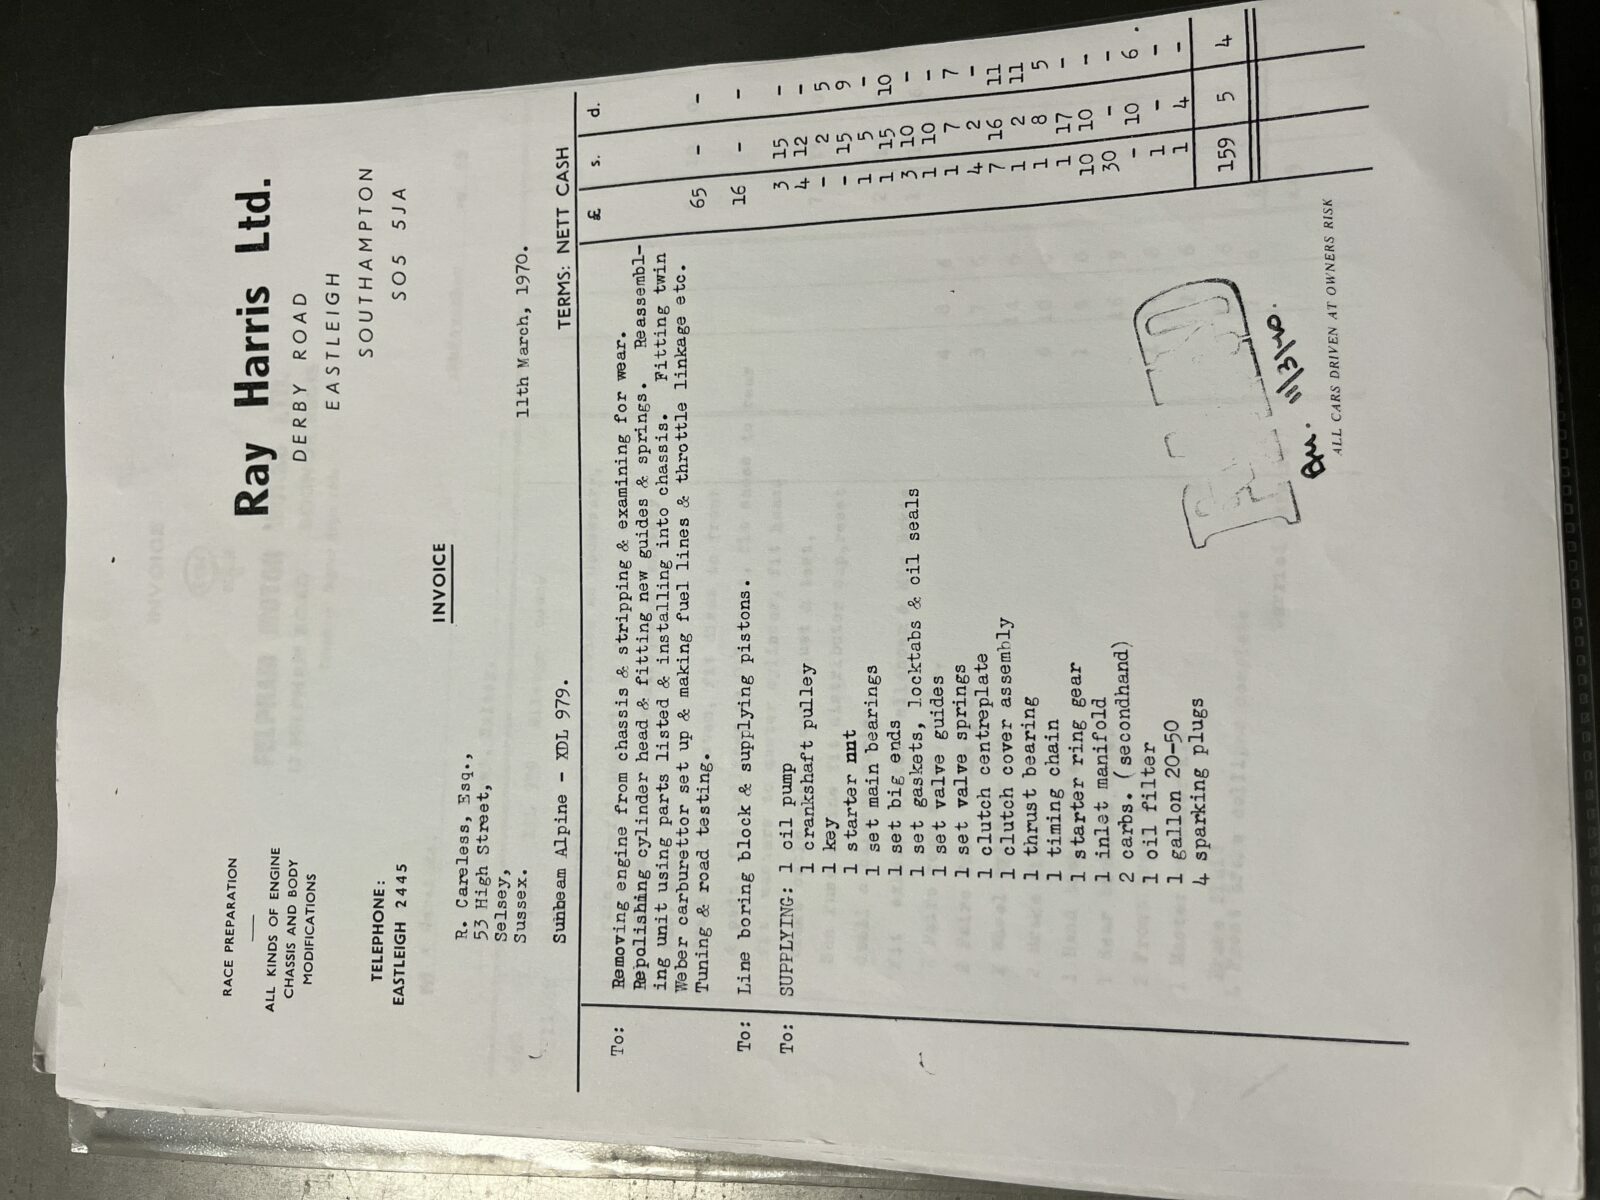 Ray Harris Ltd.
DERBY ROAD
EASTLEIGH
SOUTHAMPTON
SO5 5JA
RACE PREPARATION
ALL KINDS OF ENGINE
CHASSIS AND BODY
MODIFICATIONS
TELEPHONE:
EASTLEIGH 2445
INVOICE
R. Careless, Esq.,
53 High Street,
Selsey,
Sussex.
11th March, 1970.
Sunbeam Alpine - XDL 979.
TERMS: NETT CASH
£ s. d.
To: Removing engine from chassis & stripping & examining for wear.
Repolishing cylinder head & fitting new guides & springs. Reassembl-
ing unit using parts listed & installing into chassis. Fitting twin
Weber carburettor set up & making fuel lines & throttle linkage etc.
Tuning & road testing. 65 - -
To: Line boring block & supplying pistons. 16 - -
To: SUPPLYING: 1 oil pump 3 15 -
1 crankshaft pulley 4 12 -
1 key - 2 5
1 starter nnt - 15 9
1 set main bearings 1 5 -
1 set big ends 1 15 10
1 set gaskets, locktabs & oil seals 3 10 -
1 set valve guides 1 10 -
1 set valve springs 1 7 7
1 clutch centreplate 4 2 -
1 clutch cover assembly 7 16 11
1 thrust bearing 1 2 11
1 timing chain 1 8 5
1 starter ring gear 1 17 -
1 inlet manifold 10 10 -
2 carbs. (secondhand) 30 - -
1 oil filter - 10 6 .
1 gallon 20-50 1 - -
4 sparking plugs 1 4 -
159 5 4
PAID
11/3/70.
ALL CARS DRIVEN AT OWNERS RISK